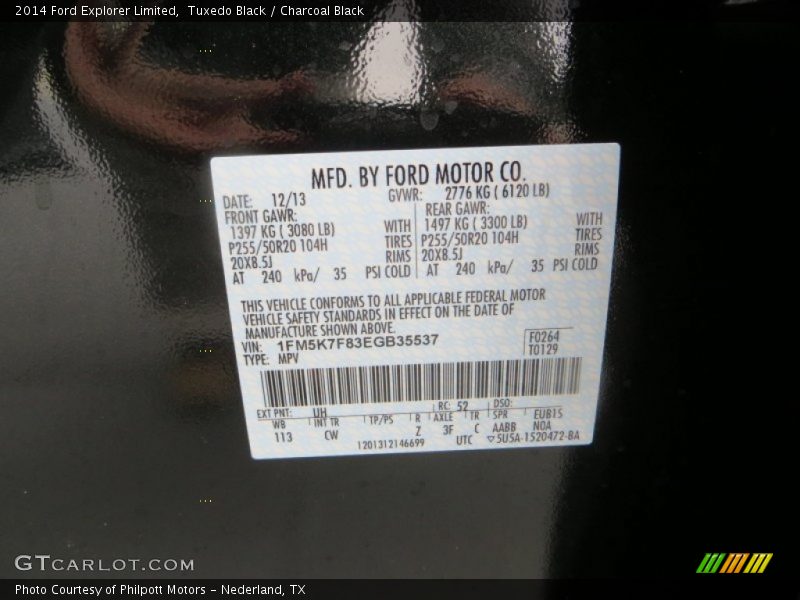 2014 Ford Explorer Limited, Tuxedo Black / Charcoal Black
MFD. BY FORD MOTOR CO.
DATE: 12/13 GVWR: 2776 KG ( 6120 LB)
FRONT GAWR: REAR GAWR:
1397 KG ( 3080 LB) WITH 1497 KG ( 3300 LB) WITH
P255/50R20 104H TIRES P255/50R20 104H TIRES
20X8.5J RIMS 20X8.5J RIMS
AT 240 kPa/ 35 PSI COLD AT 240 kPa/ 35 PSI COLD
THIS VEHICLE CONFORMS TO ALL APPLICABLE FEDERAL MOTOR
VEHICLE SAFETY STANDARDS IN EFFECT ON THE DATE OF
MANUFACTURE SHOWN ABOVE.
VIN: 1FM5K7F83EGB35537 F0264
TYPE: MPV T0129
EXT PNT: UH RC: 52 DSO:
WB INT TR TP/PS R AXLE TR SPR EUB15
113 CW Z 3F C AABB NOA
1201312146699 UTC ▽5U5A-1520472-BA
GTCARLOT.COM
Photo Courtesy of Philpott Motors - Nederland, TX